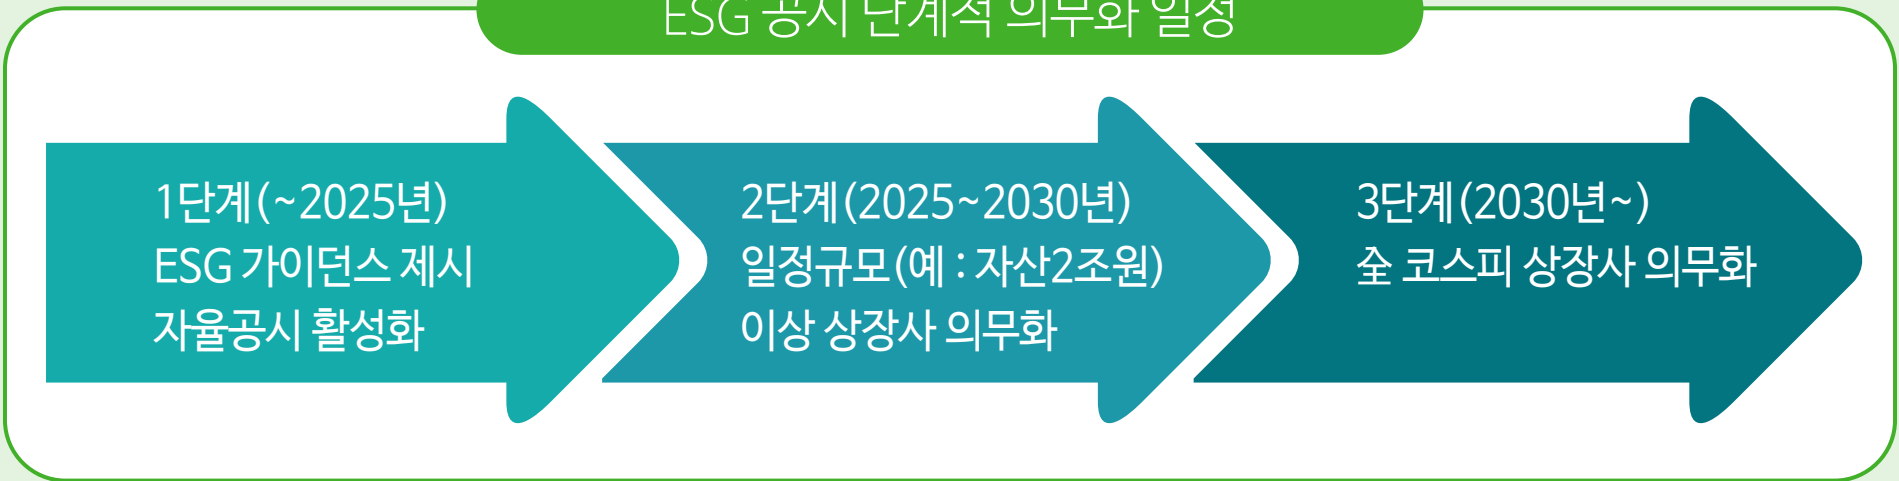 ESG 공시 단계적 의무화 일정
1단계(~2025년)
ESG 가이던스 제시
자율공시 활성화
2단계(2025~2030년)
일정규모(예 : 자산2조원)
이상 상장사 의무화
3단계(2030년~)
全 코스피 상장사 의무화